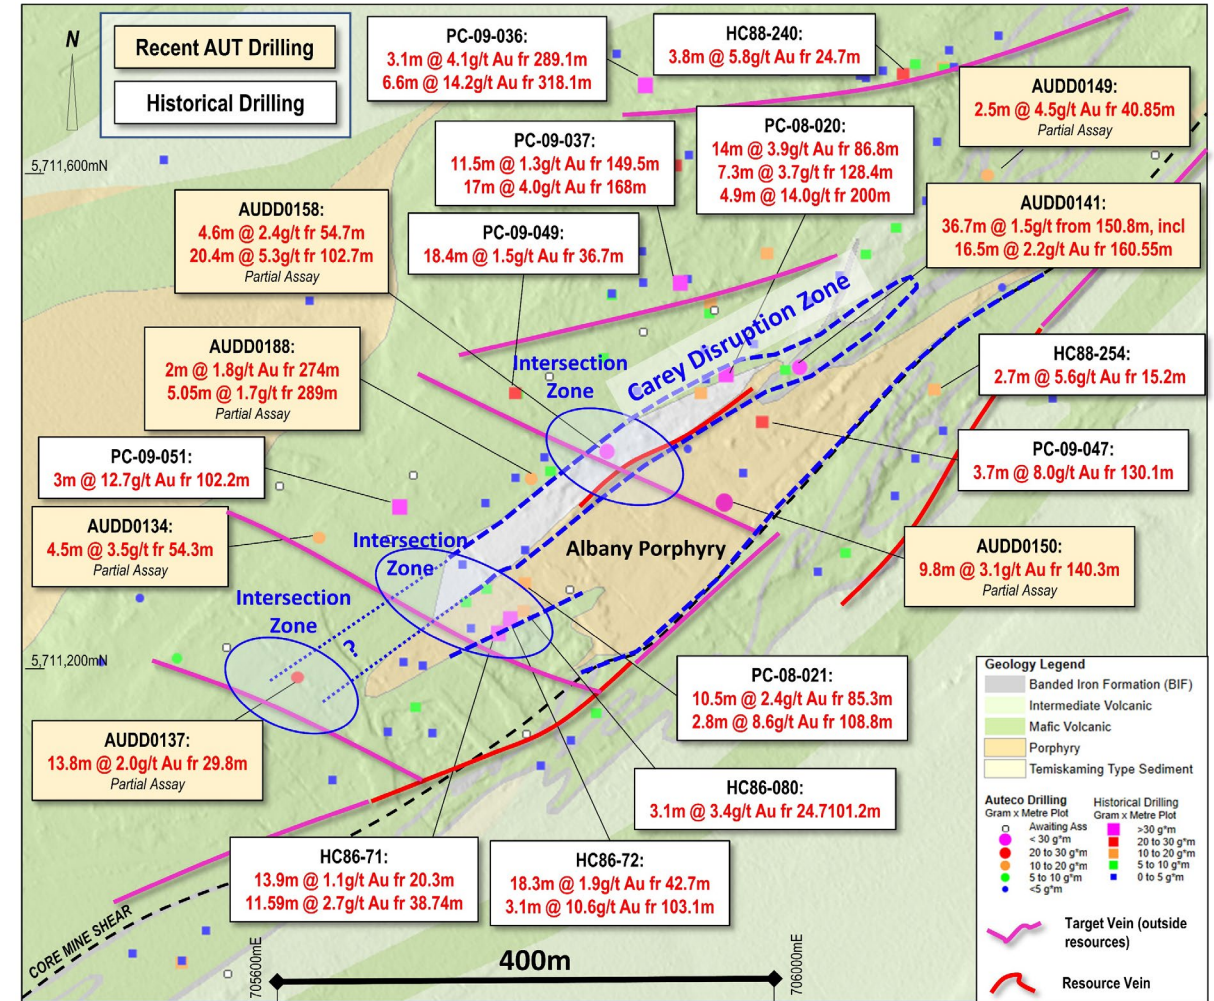 N
Recent AUT Drilling
Historical Drilling
PC-09-036:
3.1m @ 4.1g/t Au fr 289.1m
6.6m @ 14.2g/t Au fr 318.1m
HC88-240:
3.8m @ 5.8g/t Au fr 24.7m
AUDD0149:
2.5m @ 4.5g/t Au fr 40.85m
Partial Assay
PC-09-037:
11.5m @ 1.3g/t Au fr 149.5m
17m @ 4.0g/t Au fr 168m
PC-08-020:
14m @ 3.9g/t Au fr 86.8m
7.3m @ 3.7g/t fr 128.4m
4.9m @ 14.0g/t fr 200m
5,711,600mN
AUDD0158:
4.6m @ 2.4g/t fr 54.7m
20.4m @ 5.3g/t fr 102.7m
Partial Assay
PC-09-049:
18.4m @ 1.5g/t Au fr 36.7m
AUDD0141:
36.7m @ 1.5g/t from 150.8m, incl
16.5m @ 2.2g/t Au fr 160.55m
AUDD0188:
2m @ 1.8g/t Au fr 274m
5.05m @ 1.7g/t fr 289m
Partial Assay
Intersection
Zone
Carey Disruption Zone
HC88-254:
2.7m @ 5.6g/t Au fr 15.2m
PC-09-051:
3m @ 12.7g/t Au fr 102.2m
PC-09-047:
3.7m @ 8.0g/t Au fr 130.1m
AUDD0134:
4.5m @ 3.5g/t fr 54.3m
Partial Assay
Intersection
Zone
Albany Porphyry
AUDD0150:
9.8m @ 3.1g/t Au fr 140.3m
Partial Assay
Intersection
Zone
?
5,711,200mN
PC-08-021:
10.5m @ 2.4g/t Au fr 85.3m
2.8m @ 8.6g/t Au fr 108.8m
AUDD0137:
13.8m @ 2.0g/t Au fr 29.8m
Partial Assay
HC86-080:
3.1m @ 3.4g/t Au fr 24.7101.2m
HC86-71:
13.9m @ 1.1g/t Au fr 20.3m
11.59m @ 2.7g/t Au fr 38.74m
HC86-72:
18.3m @ 1.9g/t Au fr 42.7m
3.1m @ 10.6g/t Au fr 103.1m
CORE MINE SHEAR
705600mE
400m
706000mE
Geology Legend
Banded Iron Formation (BIF)
Intermediate Volcanic
Mafic Volcanic
Porphyry
Temiskaming Type Sediment
Auteco Drilling
Gram x Metre Plot
Awaiting Ass
< 30 g*m
20 to 30 g*m
10 to 20 g*m
5 to 10 g*m
<5 g*m
Historical Drilling
Gram x Metre Plot
>30 g*m
20 to 30 g*m
10 to 20 g*m
5 to 10 g*m
0 to 5 g*m
Target Vein (outside
resources)
Resource Vein